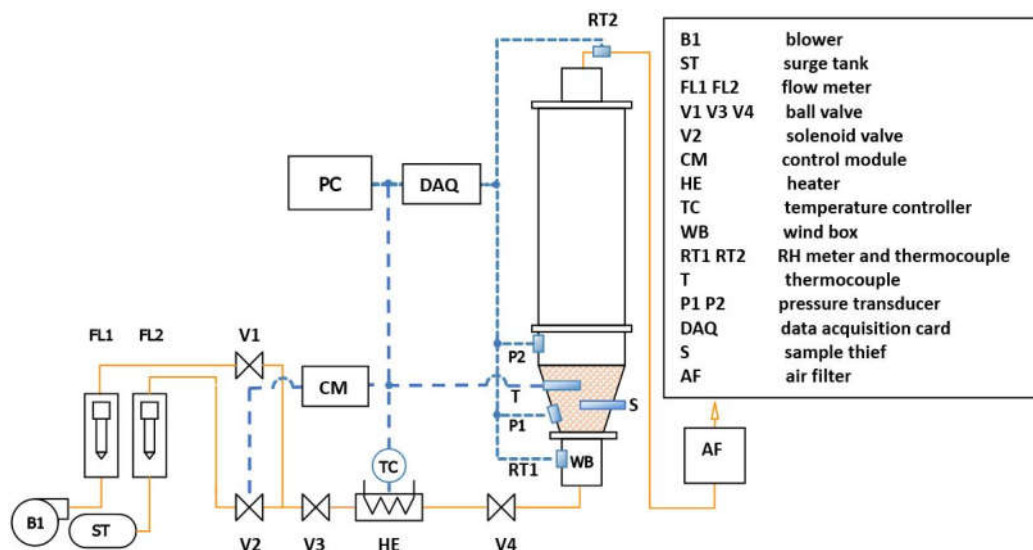 RT2
B1 blower
ST surge tank
FL1 FL2 flow meter
V1 V3 V4 ball valve
V2 solenoid valve
CM control module
HE heater
TC temperature controller
WB wind box
RT1 RT2 RH meter and thermocouple
T thermocouple
P1 P2 pressure transducer
DAQ data acquisition card
S sample thief
AF air filter
PC
DAQ
FL1
FL2
V1
P2
CM
T
S
P1
AF
TC
RT1
WB
B1
ST
V2
V3
HE
V4